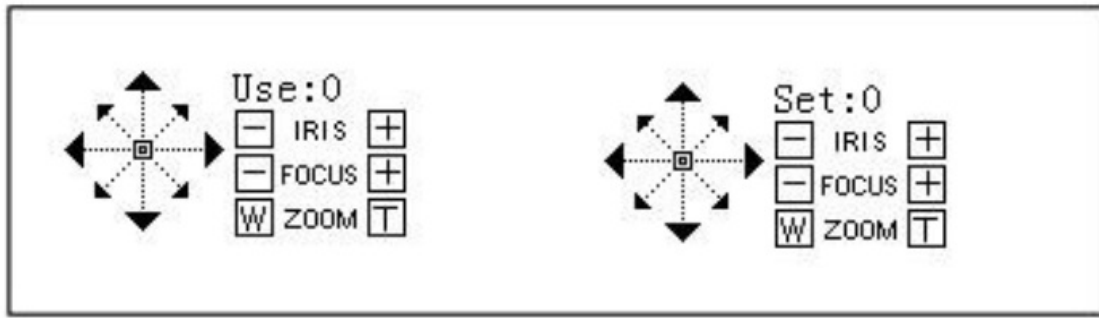 Use:0
− IRIS +
− FOCUS +
W ZOOM T
Set:0
− IRIS +
− FOCUS +
W ZOOM T